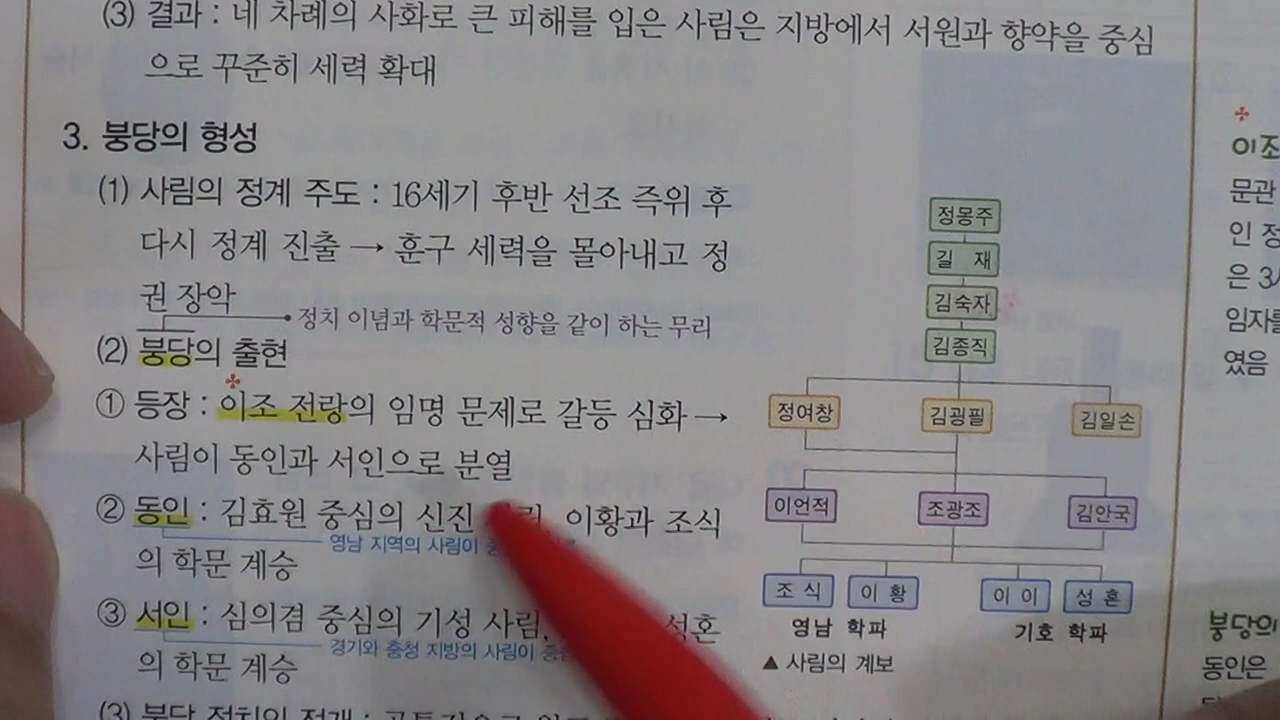 (3) 결과 : 네 차례의 사화로 큰 피해를 입은 사림은 지방에서 서원과 향약을 중심
으로 꾸준히 세력 확대
3. 붕당의 형성
(1) 사림의 정계 주도 : 16세기 후반 선조 즉위 후
다시 정계 진출 → 훈구 세력을 몰아내고 정
권 장악
정치 이념과 학문적 성향을 같이 하는 무리
(2) 붕당의 출현
① 등장 : 이조 전랑의 임명 문제로 갈등 심화 →
사림이 동인과 서인으로 분열
② 동인 : 김효원 중심의 신진 이황과 조식
영남 지역의 사림이
의 학문 계승
③ 서인 : 심의겸 중심의 기성 사림, 성혼
경기와 충청 지방의 사림이
의 학문 계승
(3) 붕당 정치의 전개 :
정몽주
길 재
김숙자
김종직
정여창 김굉필 김일손
이언적 조광조 김안국
조 식 이 황 이 이 성 혼
영남 학파 기호 학파
▲ 사림의 계보
이조
문관
인 정
은 3
임자를
였음
붕당의
동인은